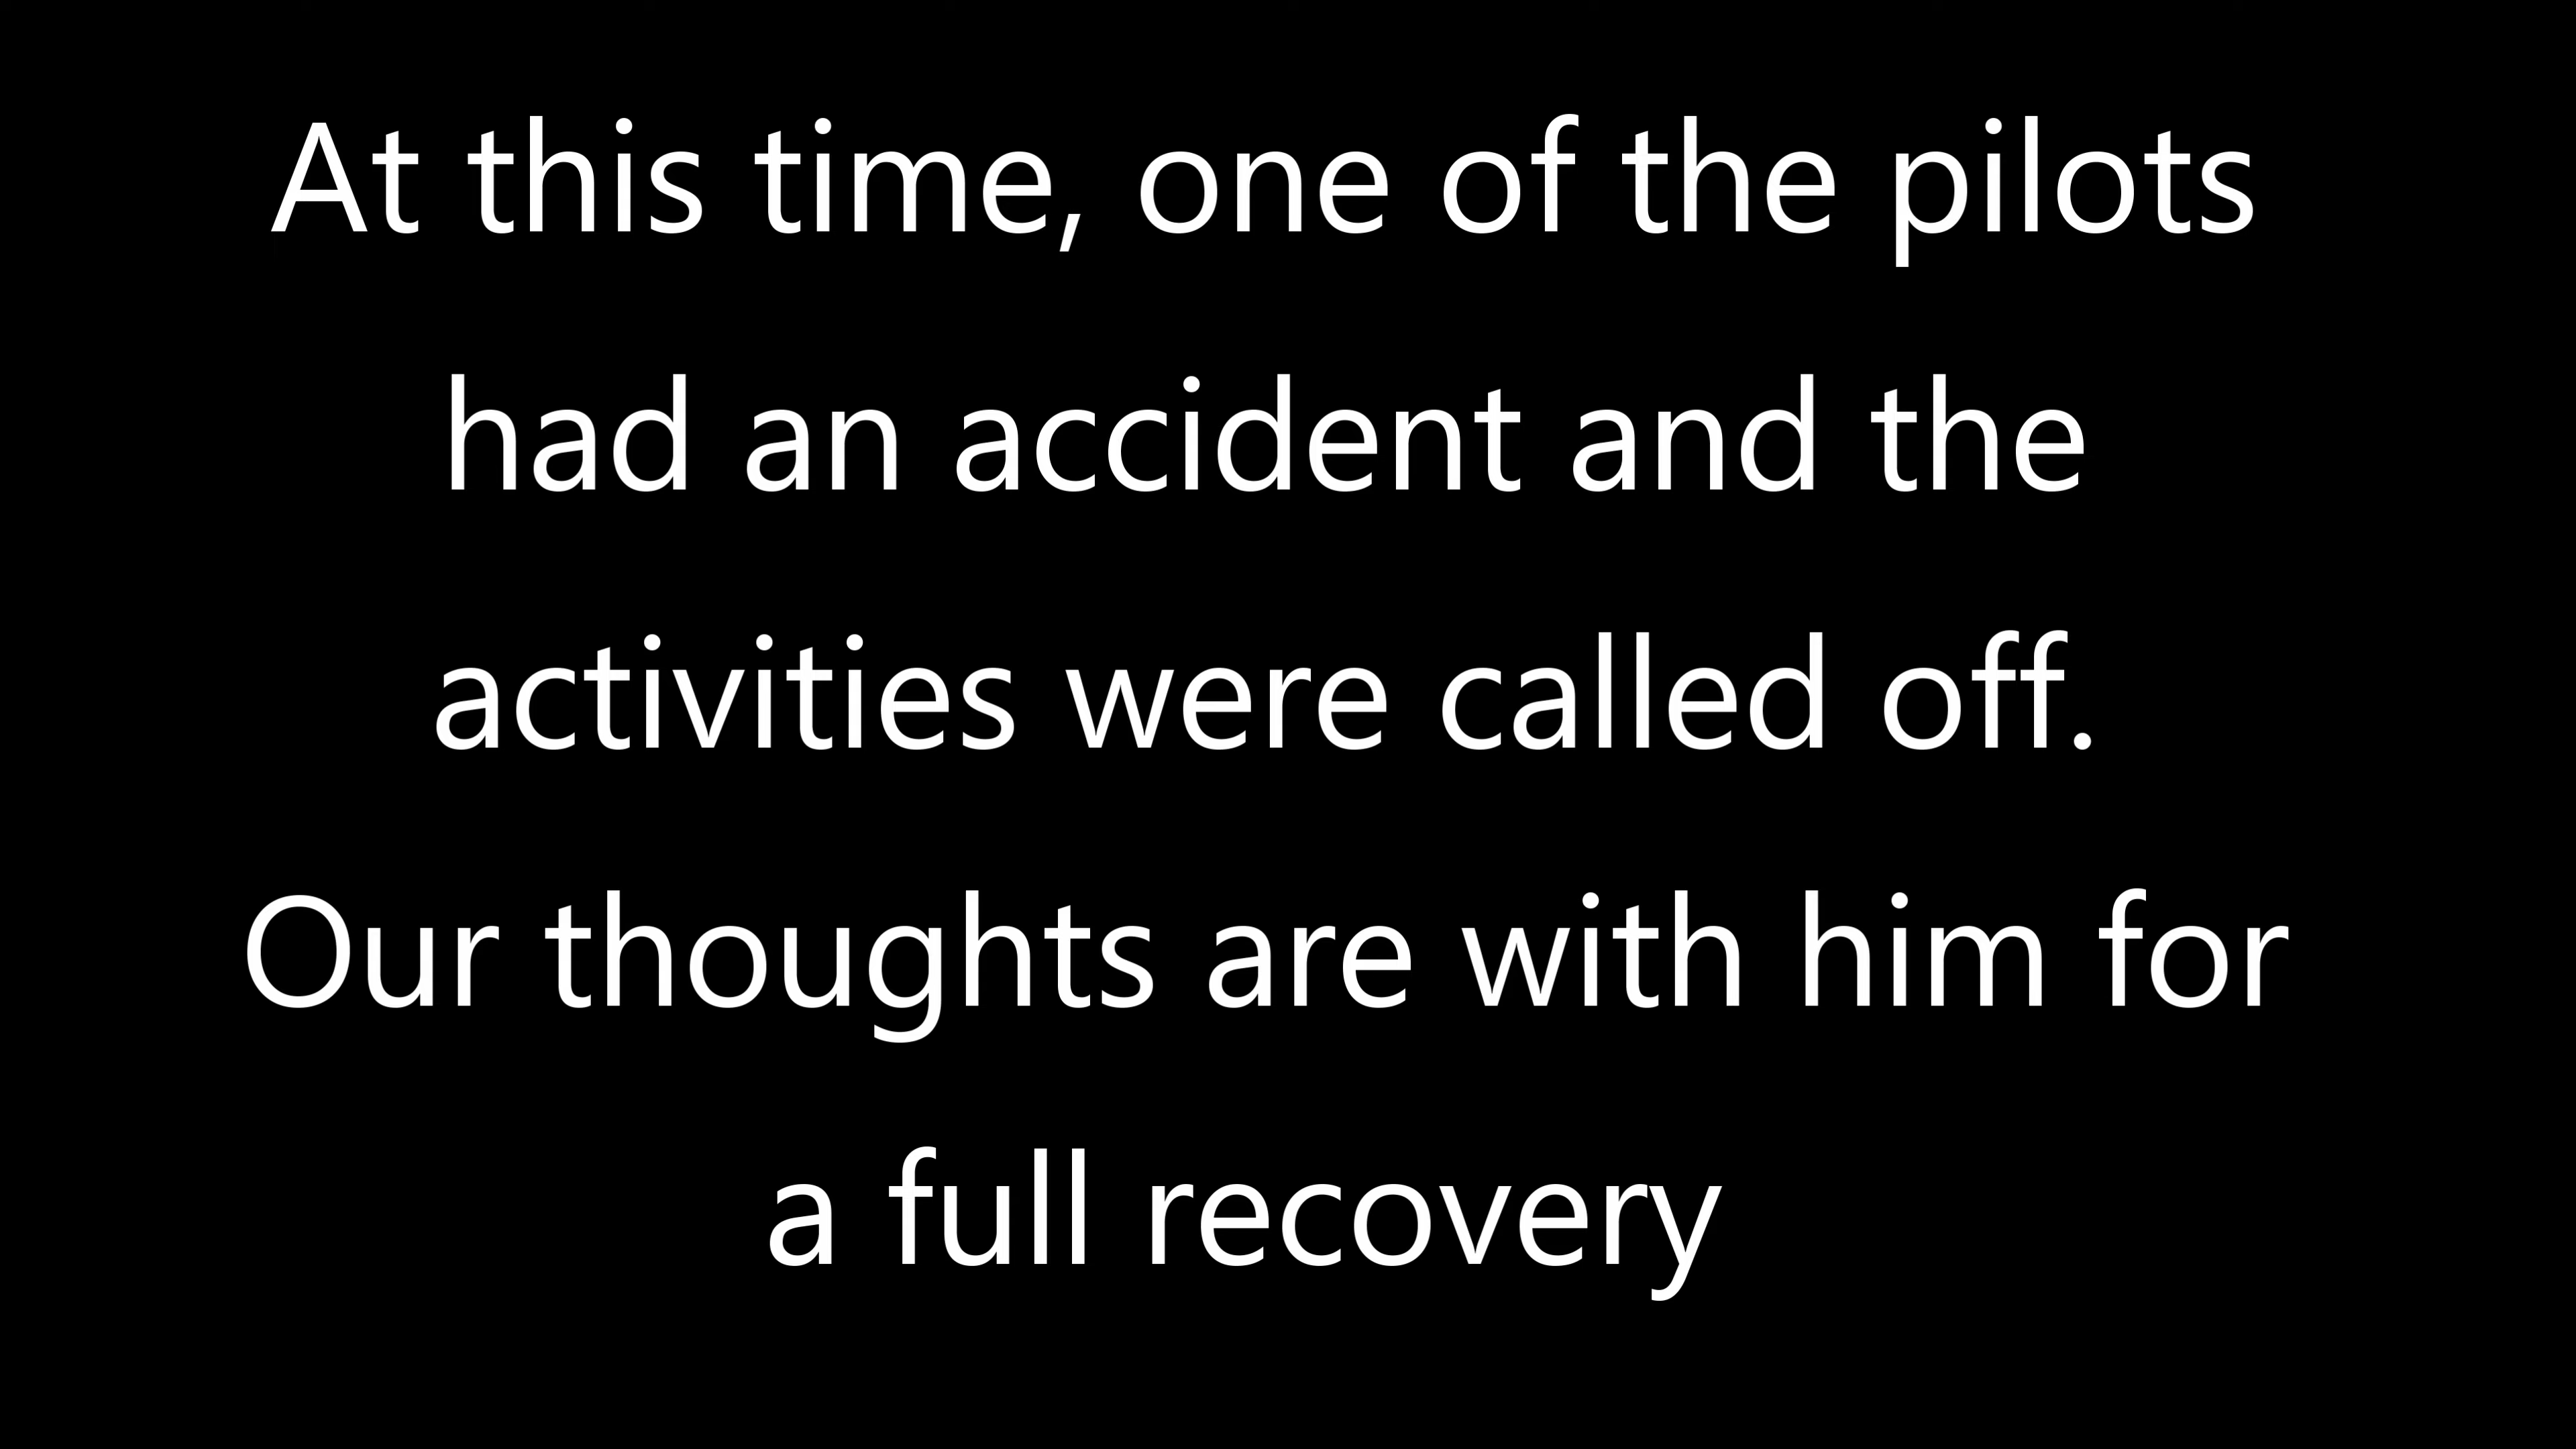 At this time, one of the pilots
had an accident and the
activities were called off.
Our thoughts are with him for
a full recovery